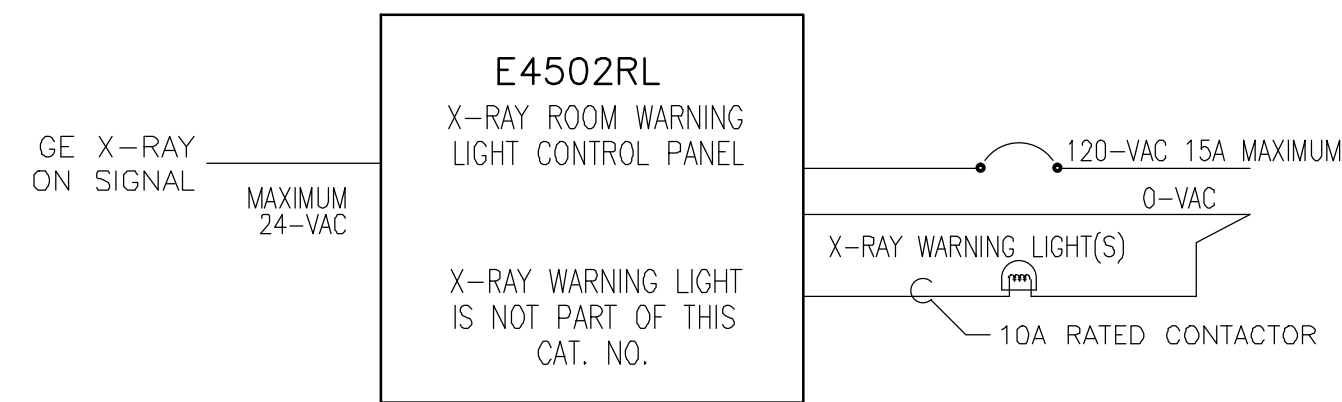 E4502RL
X-RAY ROOM WARNING
LIGHT CONTROL PANEL
GE X-RAY
ON SIGNAL
MAXIMUM
24-VAC
120-VAC 15A MAXIMUM
0-VAC
X-RAY WARNING LIGHT(S)
10A RATED CONTACTOR
X-RAY WARNING LIGHT
IS NOT PART OF THIS
CAT. NO.